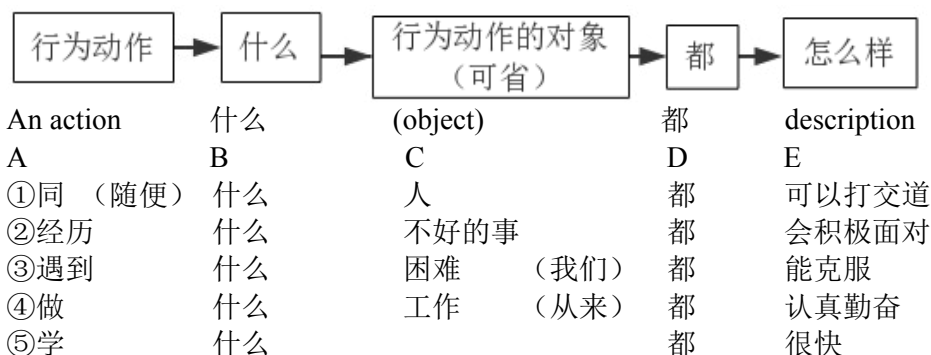 行为动作 什么 行为动作的对象 都 怎么样
（可省）
An action 什么 (object) 都 description
A B C D E
①同 （随便） 什么 人 都 可以打交道
②经历 什么 不好的事 都 会积极面对
③遇到 什么 困难 （我们） 都 能克服
④做 什么 工作 （从来） 都 认真勤奋
⑤学 什么 都 很快